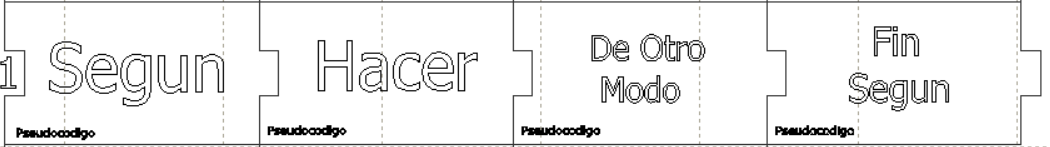 1
Segun
Hacer
De Otro
Modo
Fin
Segun
Pseudocodigo
Pseudocodigo
Pseudocodigo
Pseudocodigo